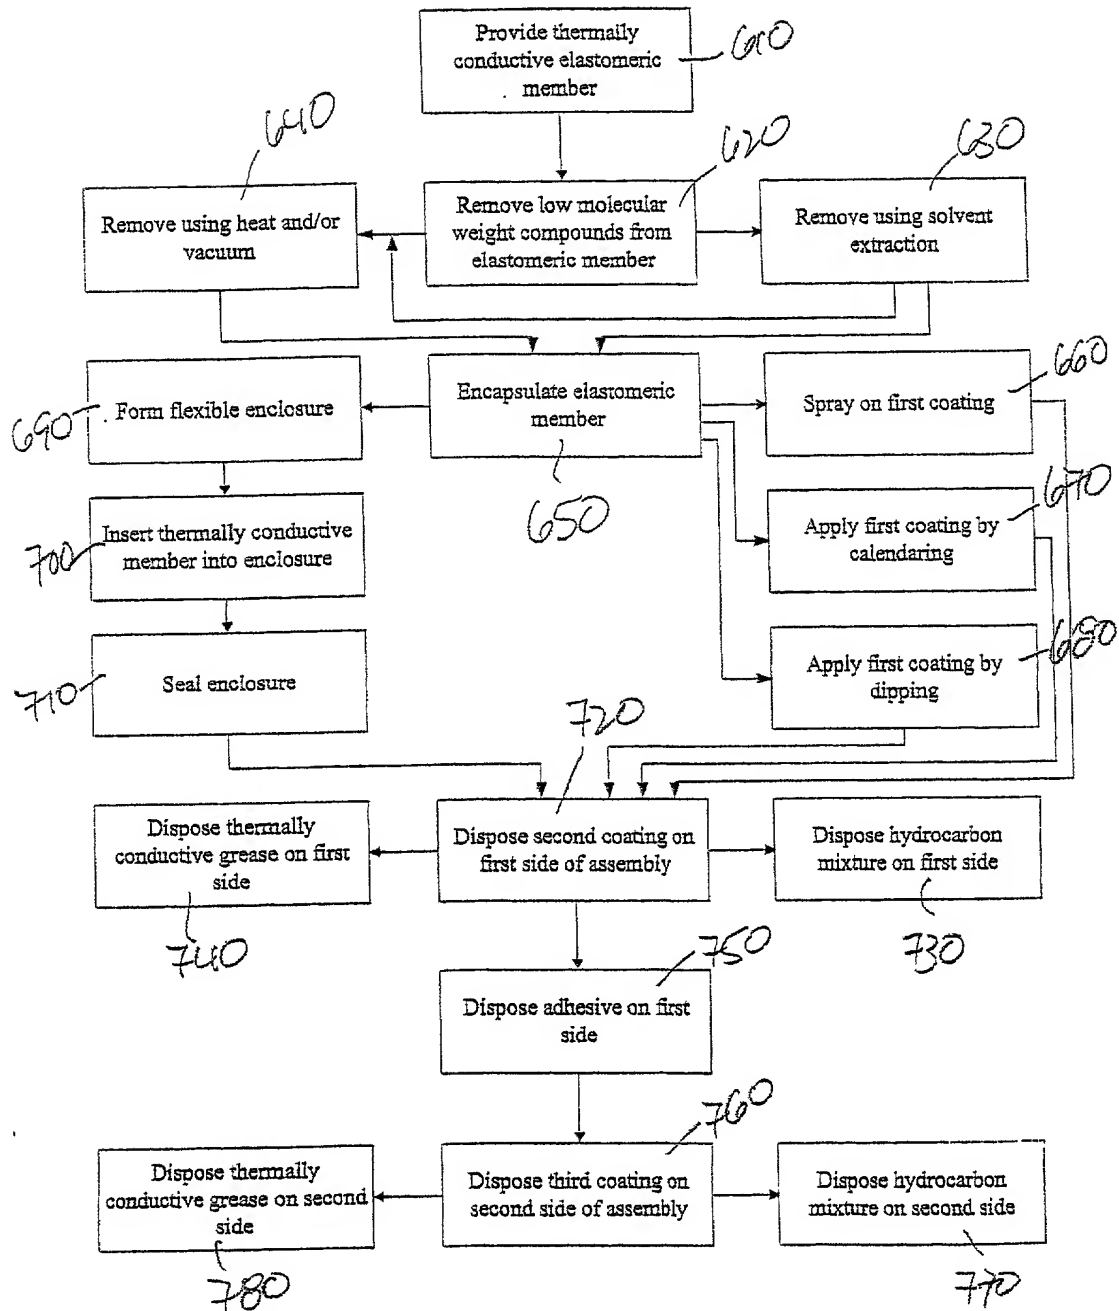 Provide thermally
conductive elastomeric
member
610
640
620
630
Remove using heat and/or
vacuum
Remove low molecular
weight compounds from
elastomeric member
Remove using solvent
extraction
690
Form flexible enclosure
Encapsulate elastomeric
member
650
Spray on first coating
660
700
Insert thermally conductive
member into enclosure
Apply first coating by
calendaring
670
710
Seal enclosure
Apply first coating by
dipping
680
720
Dispose thermally
conductive grease on first
side
740
Dispose second coating on
first side of assembly
Dispose hydrocarbon
mixture on first side
730
750
Dispose adhesive on first
side
760
Dispose thermally
conductive grease on second
side
780
Dispose third coating on
second side of assembly
Dispose hydrocarbon
mixture on second side
770